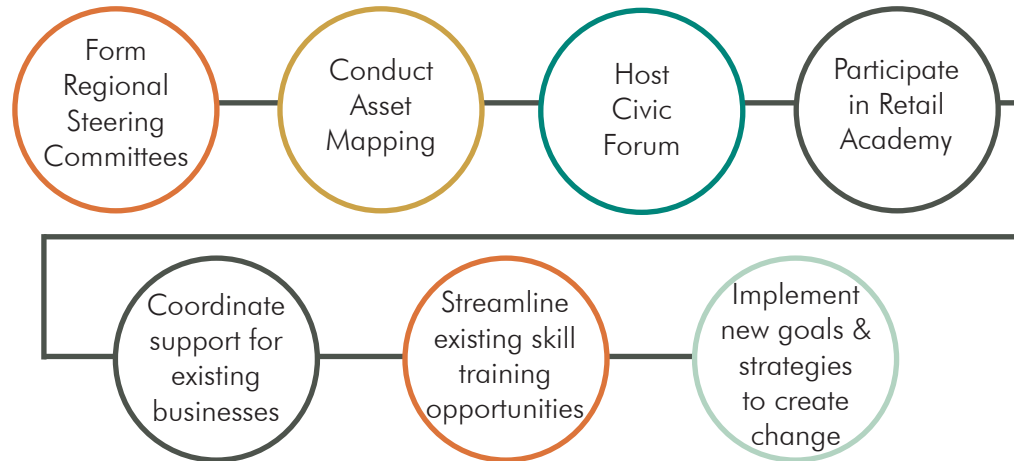 Form
Regional
Steering
Committees
Conduct
Asset
Mapping
Host
Civic
Forum
Participate
in Retail
Academy
Coordinate
support for
existing
businesses
Streamline
existing skill
training
opportunities
Implement
new goals &
strategies
to create
change